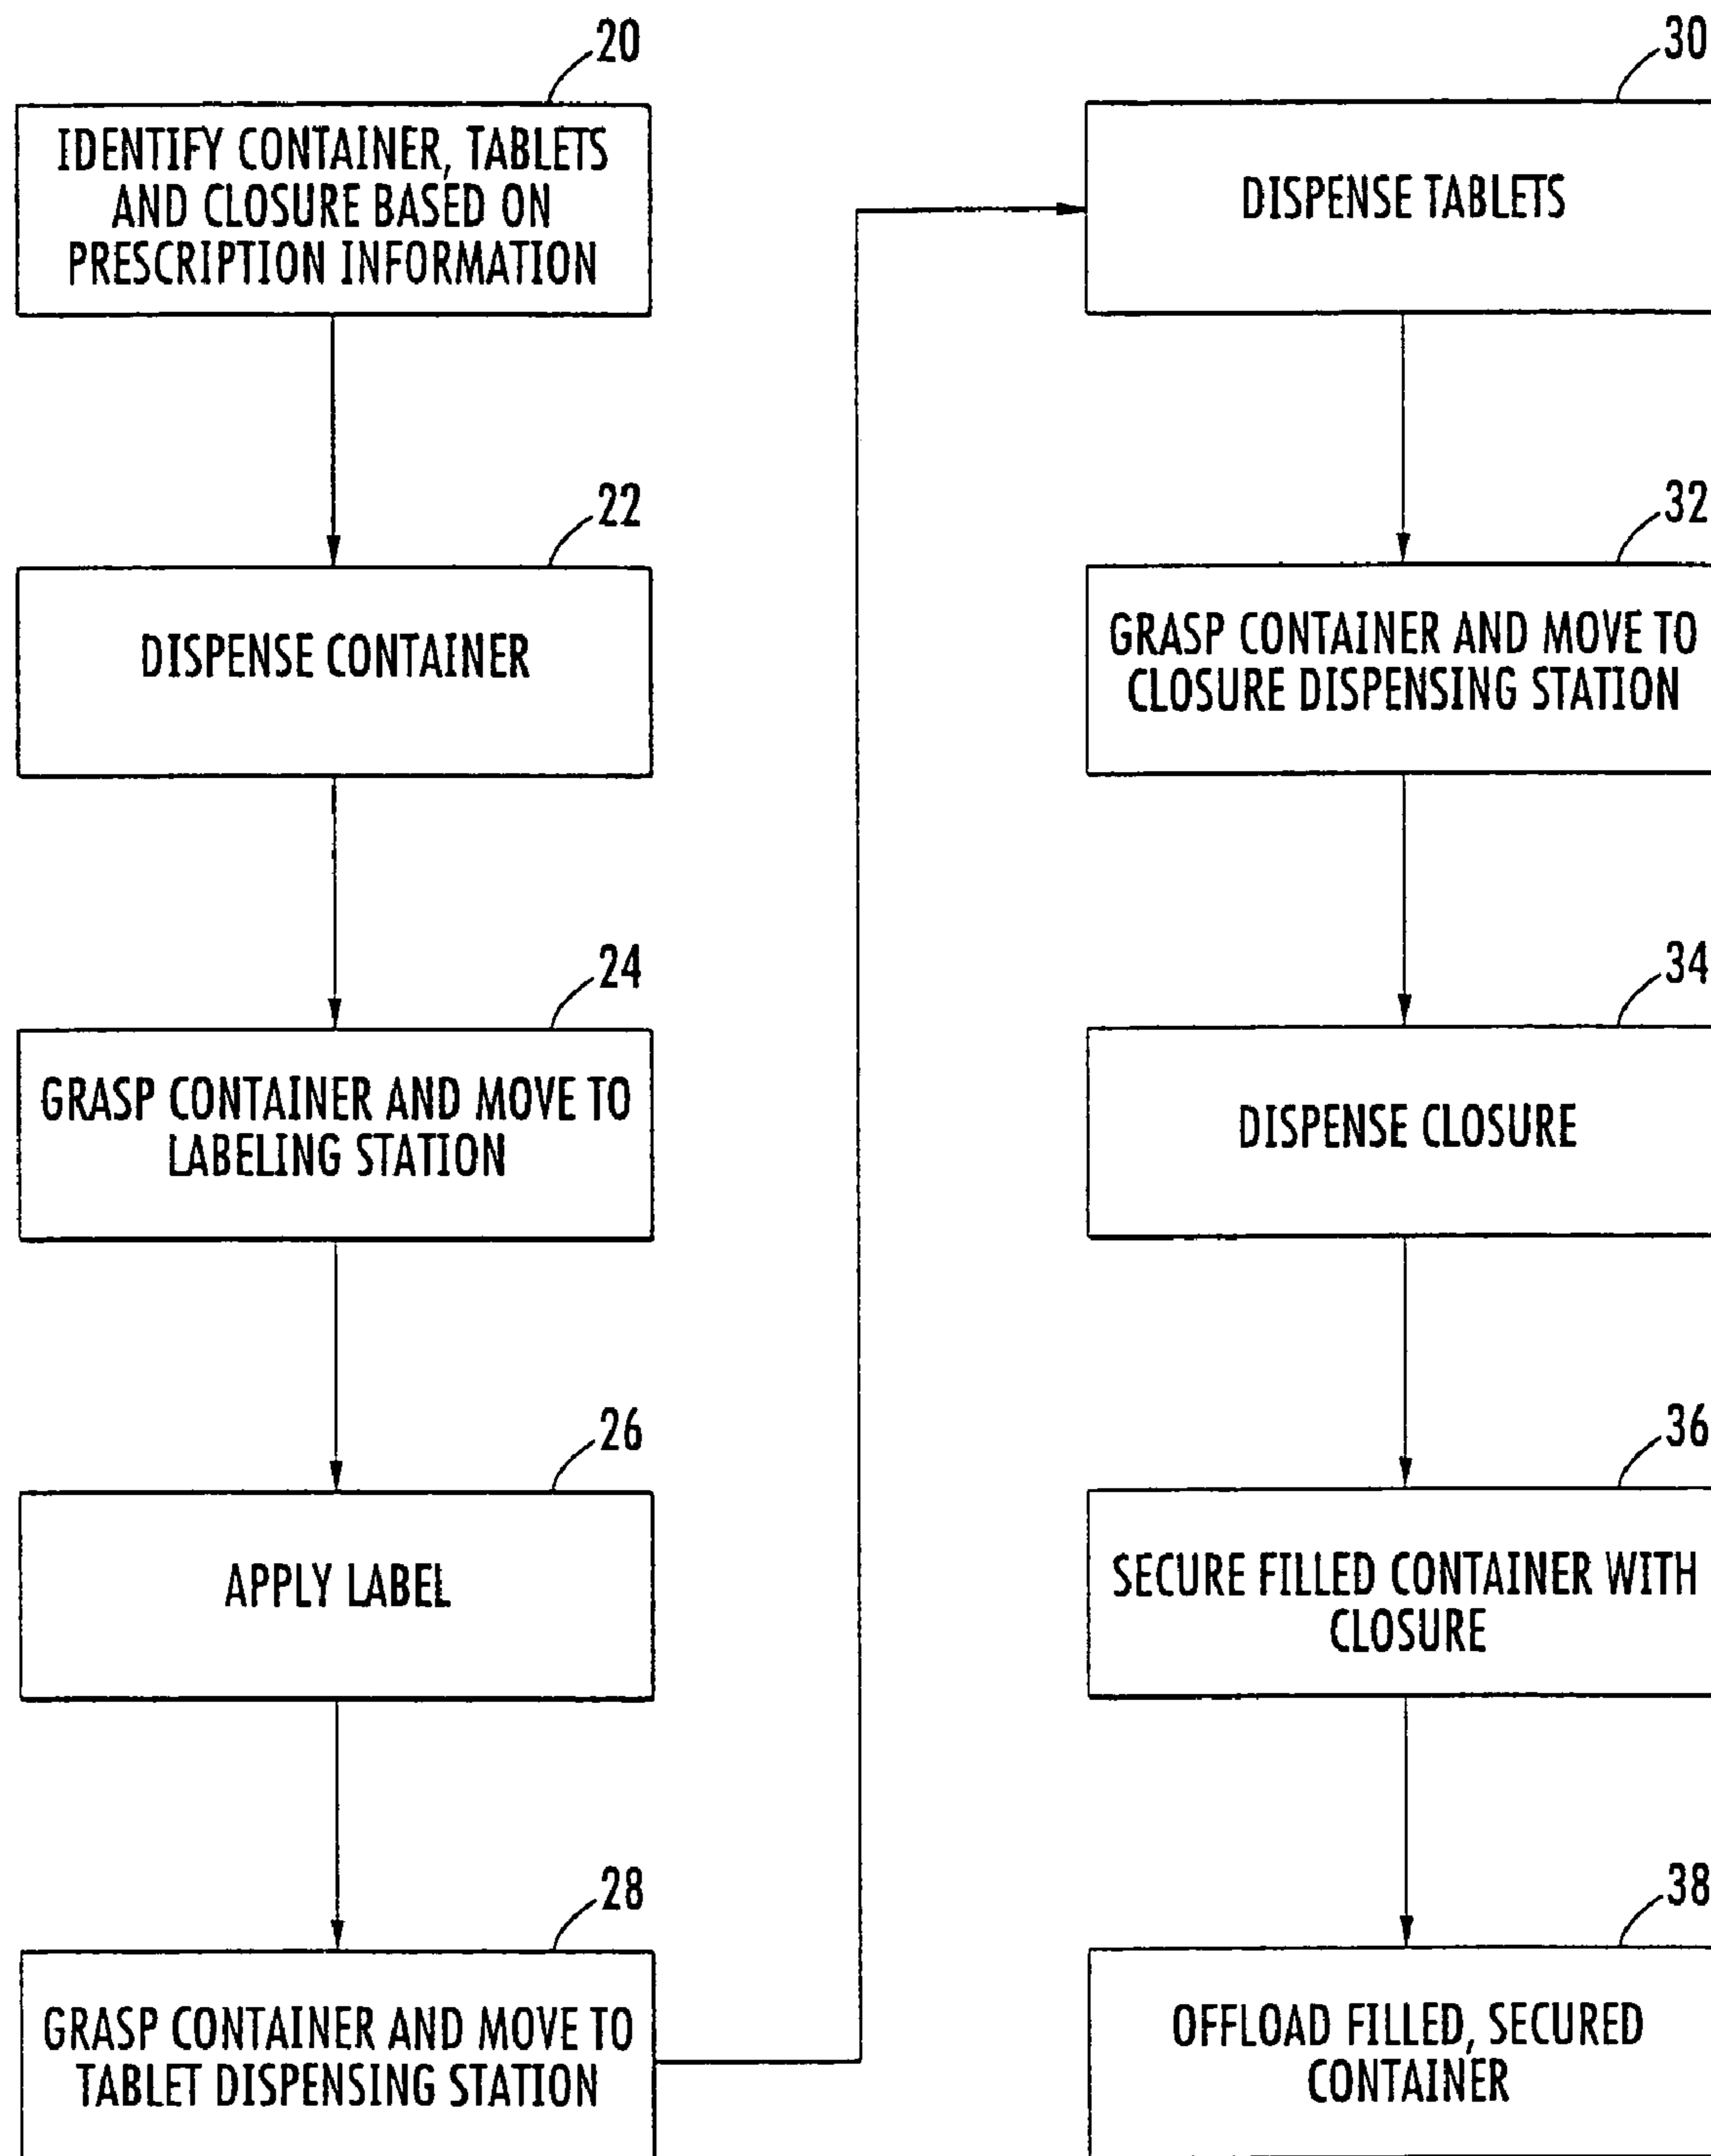 20
IDENTIFY CONTAINER, TABLETS
AND CLOSURE BASED ON
PRESCRIPTION INFORMATION
22
DISPENSE CONTAINER
24
GRASP CONTAINER AND MOVE TO
LABELING STATION
26
APPLY LABEL
28
GRASP CONTAINER AND MOVE TO
TABLET DISPENSING STATION
30
DISPENSE TABLETS
32
GRASP CONTAINER AND MOVE TO
CLOSURE DISPENSING STATION
34
DISPENSE CLOSURE
36
SECURE FILLED CONTAINER WITH
CLOSURE
38
OFFLOAD FILLED, SECURED
CONTAINER